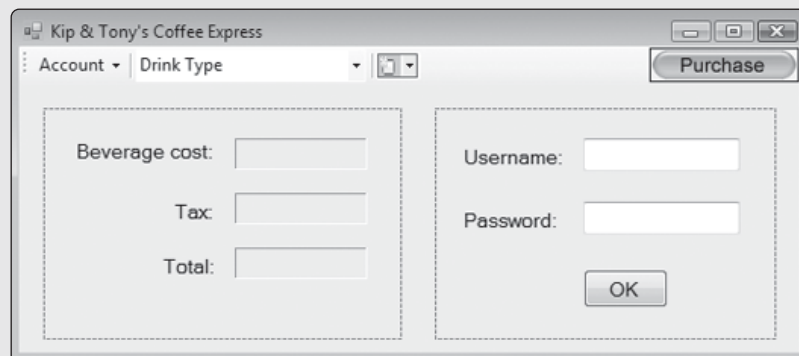 Kip & Tony's Coffee Express
Account Drink Type Purchase
Beverage cost:
Tax:
Total:
Username:
Password:
OK